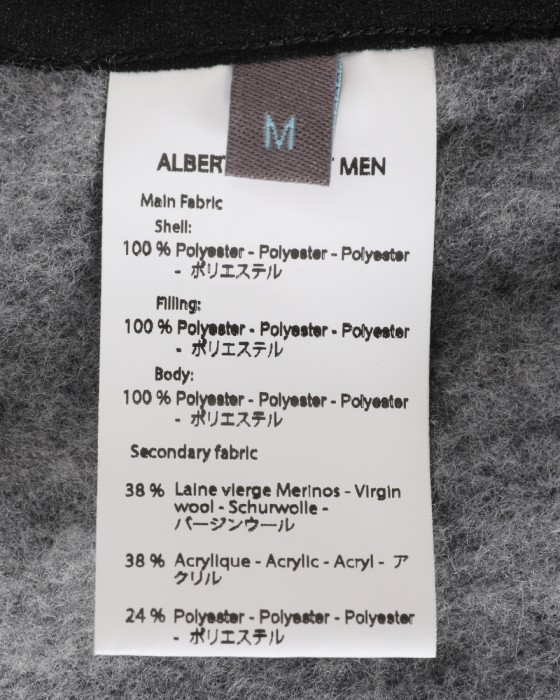 M
MEN
Main Fabric
Shell:
100 % Polyester - Polyester - Polyester
- ポリエステル
Filling:
100 % Polyester - Polyester - Polyester
- ポリエステル
Body:
100 % Polyester - Polyester - Polyester
- ポリエステル
Secondary fabric
38 % Laine vierge Merinos - Virgin
wool - Schurwolle -
バージンウール
38 % Acrylique - Acrylic - Acryl - ア
クリル
24 % Polyester - Polyester - Polyester
- ポリエステル